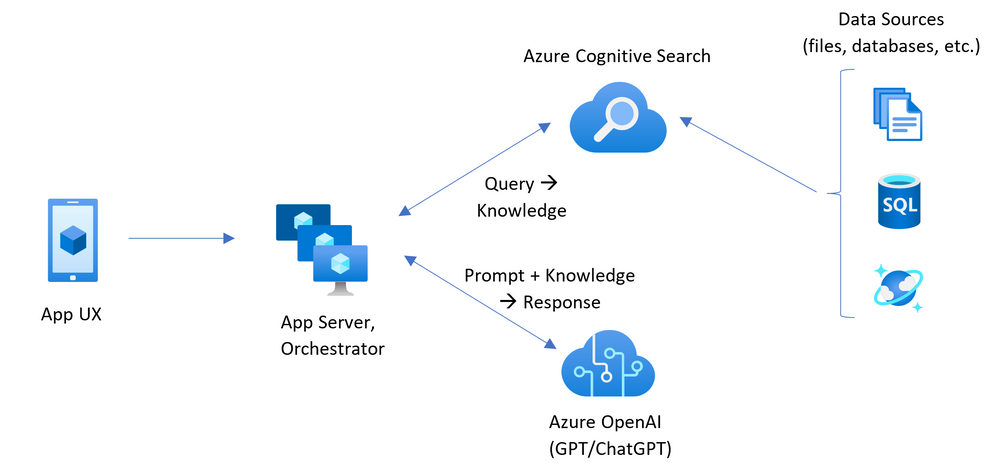 Data Sources
(files, databases, etc.)
Azure Cognitive Search
SQL
Query →
Knowledge
Prompt + Knowledge
→ Response
App UX
App Server,
Orchestrator
Azure OpenAI
(GPT/ChatGPT)